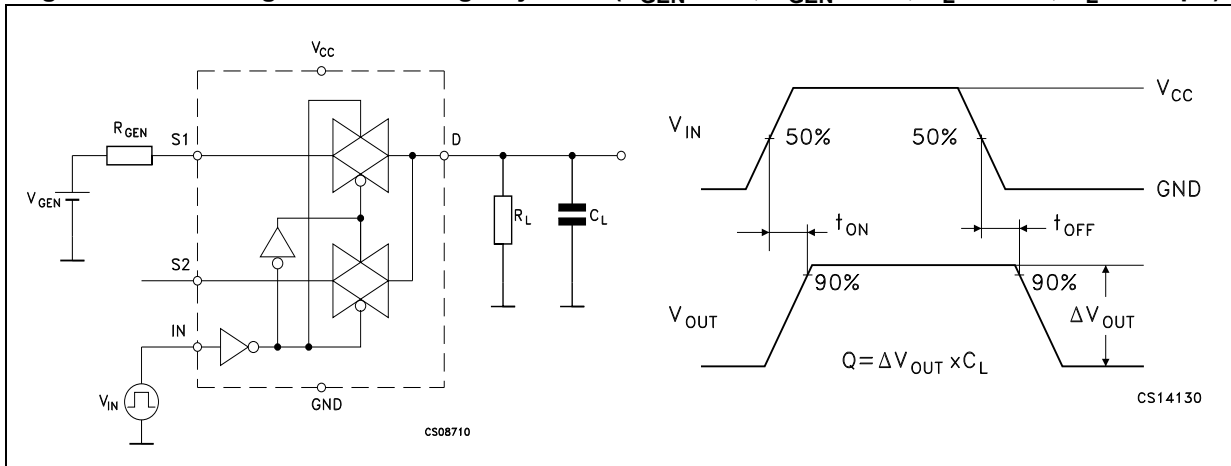 V_CC
R_GEN
S1
D
V_GEN
R_L
C_L
S2
IN
V_IN
GND
CS08710
V_CC
V_IN
50%
50%
GND
t_ON
t_OFF
90%
90%
V_OUT
ΔV_OUT
Q=ΔV_OUT xC_L
CS14130